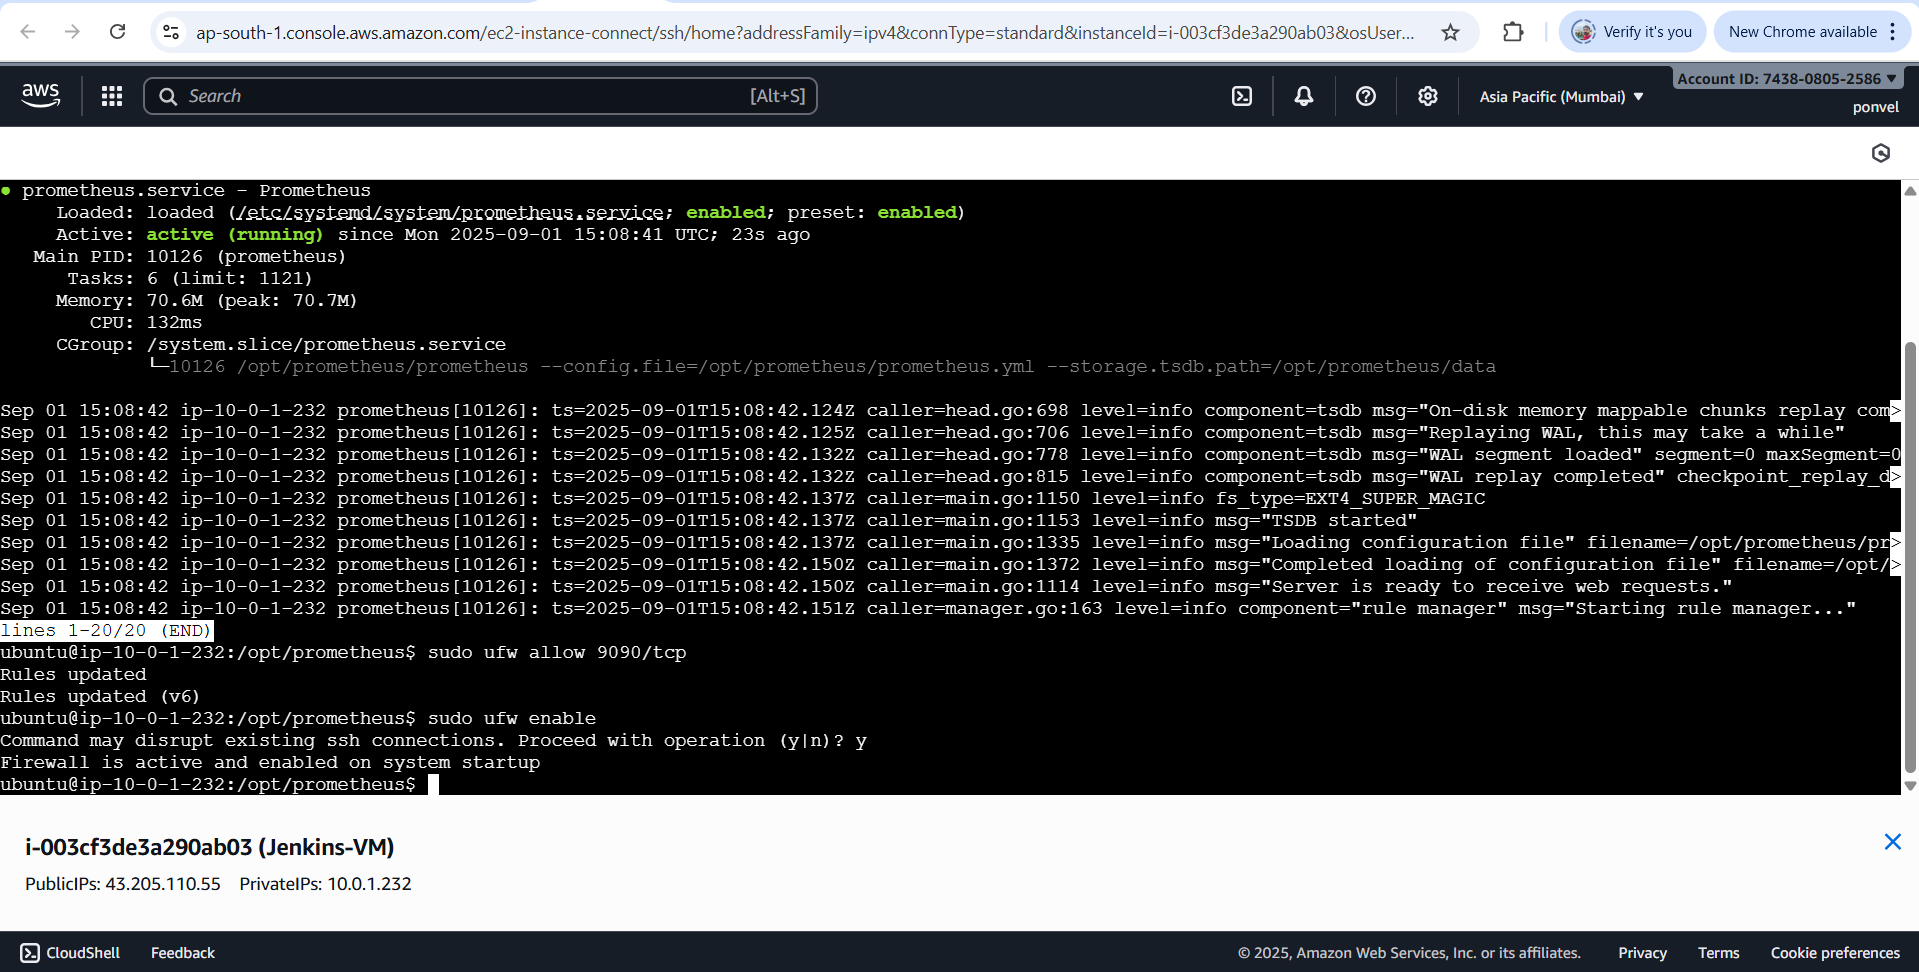 ap-south-1.console.aws.amazon.com/ec2-instance-connect/ssh/home?addressFamily=ipv4&connType=standard&instanceId=i-003cf3de3a290ab03&osUser...
Verify it's you
New Chrome available
aws
Search
[Alt+S]
Asia Pacific (Mumbai)
Account ID: 7438-0805-2586
ponvel
● prometheus.service - Prometheus
Loaded: loaded (/etc/systemd/system/prometheus.service; enabled; preset: enabled)
Active: active (running) since Mon 2025-09-01 15:08:41 UTC; 23s ago
Main PID: 10126 (prometheus)
Tasks: 6 (limit: 1121)
Memory: 70.6M (peak: 70.7M)
CPU: 132ms
CGroup: /system.slice/prometheus.service
└─10126 /opt/prometheus/prometheus --config.file=/opt/prometheus/prometheus.yml --storage.tsdb.path=/opt/prometheus/data
Sep 01 15:08:42 ip-10-0-1-232 prometheus[10126]: ts=2025-09-01T15:08:42.124Z caller=head.go:698 level=info component=tsdb msg="On-disk memory mappable chunks replay com>
Sep 01 15:08:42 ip-10-0-1-232 prometheus[10126]: ts=2025-09-01T15:08:42.125Z caller=head.go:706 level=info component=tsdb msg="Replaying WAL, this may take a while"
Sep 01 15:08:42 ip-10-0-1-232 prometheus[10126]: ts=2025-09-01T15:08:42.132Z caller=head.go:778 level=info component=tsdb msg="WAL segment loaded" segment=0 maxSegment=0
Sep 01 15:08:42 ip-10-0-1-232 prometheus[10126]: ts=2025-09-01T15:08:42.132Z caller=head.go:815 level=info component=tsdb msg="WAL replay completed" checkpoint_replay_d>
Sep 01 15:08:42 ip-10-0-1-232 prometheus[10126]: ts=2025-09-01T15:08:42.137Z caller=main.go:1150 level=info fs_type=EXT4_SUPER_MAGIC
Sep 01 15:08:42 ip-10-0-1-232 prometheus[10126]: ts=2025-09-01T15:08:42.137Z caller=main.go:1153 level=info msg="TSDB started"
Sep 01 15:08:42 ip-10-0-1-232 prometheus[10126]: ts=2025-09-01T15:08:42.137Z caller=main.go:1335 level=info msg="Loading configuration file" filename=/opt/prometheus/pr>
Sep 01 15:08:42 ip-10-0-1-232 prometheus[10126]: ts=2025-09-01T15:08:42.150Z caller=main.go:1372 level=info msg="Completed loading of configuration file" filename=/opt/>
Sep 01 15:08:42 ip-10-0-1-232 prometheus[10126]: ts=2025-09-01T15:08:42.150Z caller=main.go:1114 level=info msg="Server is ready to receive web requests."
Sep 01 15:08:42 ip-10-0-1-232 prometheus[10126]: ts=2025-09-01T15:08:42.151Z caller=manager.go:163 level=info component="rule manager" msg="Starting rule manager..."
lines 1-20/20 (END)
ubuntu@ip-10-0-1-232:/opt/prometheus$ sudo ufw allow 9090/tcp
Rules updated
Rules updated (v6)
ubuntu@ip-10-0-1-232:/opt/prometheus$ sudo ufw enable
Command may disrupt existing ssh connections. Proceed with operation (y|n)? y
Firewall is active and enabled on system startup
ubuntu@ip-10-0-1-232:/opt/prometheus$
i-003cf3de3a290ab03 (Jenkins-VM)
PublicIPs: 43.205.110.55 PrivateIPs: 10.0.1.232
CloudShell
Feedback
© 2025, Amazon Web Services, Inc. or its affiliates.
Privacy
Terms
Cookie preferences